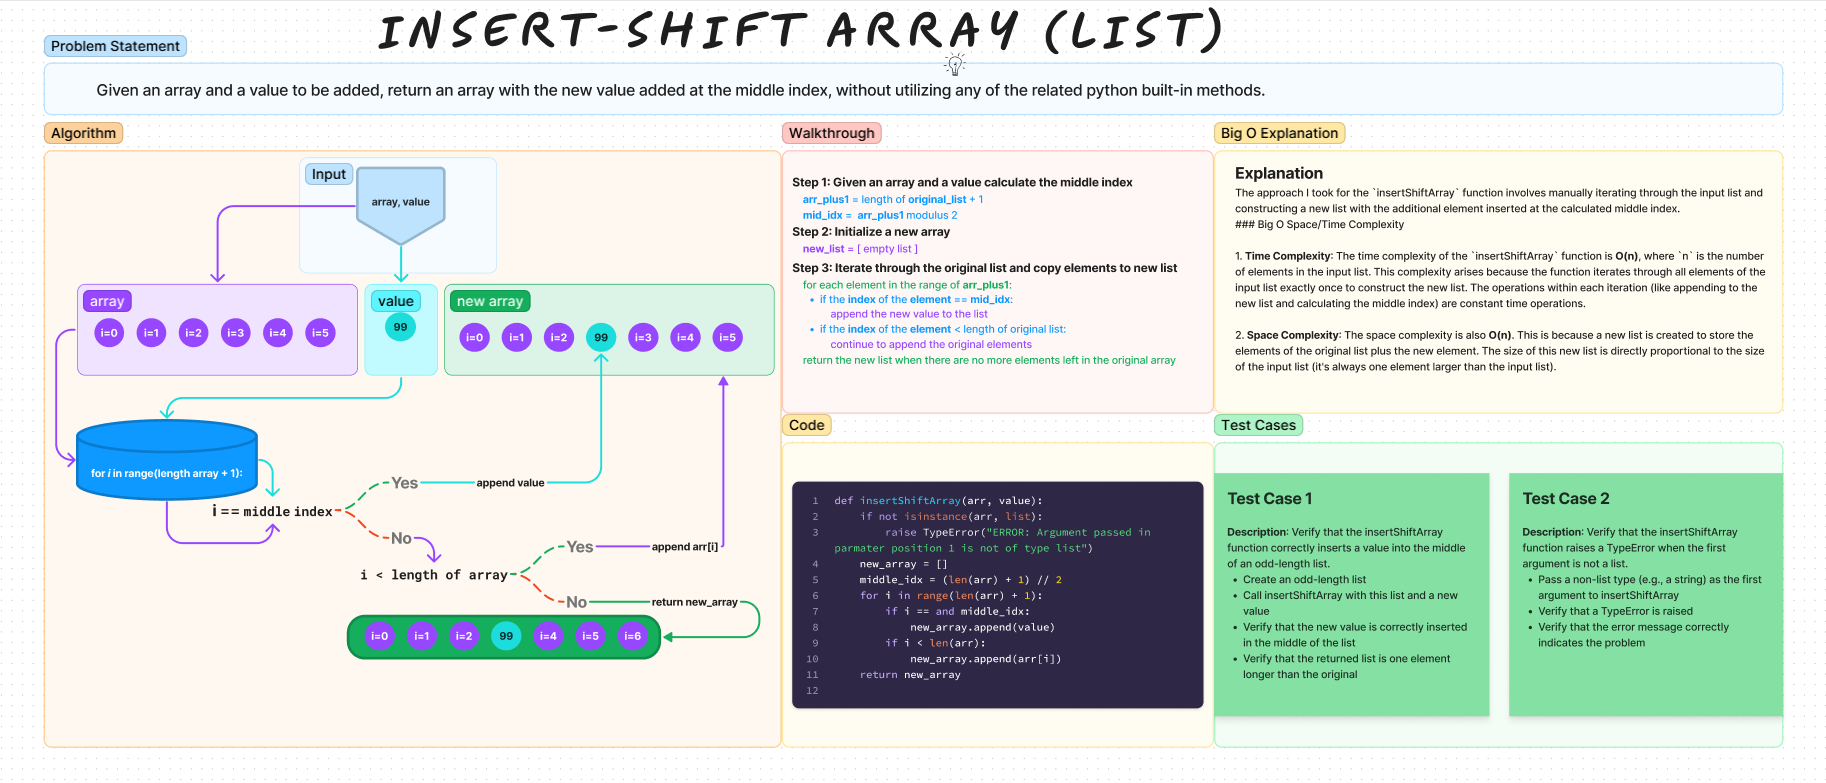 INSERT-SHIFT ARRAY (LIST)
Problem Statement
Given an array and a value to be added, return an array with the new value added at the middle index, without utilizing any of the related python built-in methods.
Algorithm
Input
array, value
array
i=0 i=1 i=2 i=3 i=4 i=5
value
99
new array
i=0 i=1 i=2 99 i=3 i=4 i=5
for i in range(length array + 1):
i == middle index
Yes
append value
No
i < length of array
Yes
append arr[i]
No
return new_array
i=0 i=1 i=2 99 i=4 i=5 i=6
Walkthrough
Step 1: Given an array and a value calculate the middle index
arr_plus1 = length of original_list + 1
mid_idx = arr_plus1 modulus 2
Step 2: Initialize a new array
new_list = [ empty list ]
Step 3: Iterate through the original list and copy elements to new list
for each element in the range of arr_plus1:
• if the index of the element == mid_idx:
append the new value to the list
• if the index of the element < length of original list:
continue to append the original elements
return the new list when there are no more elements left in the original array
Big O Explanation
Explanation
The approach I took for the `insertShiftArray` function involves manually iterating through the input list and
constructing a new list with the additional element inserted at the calculated middle index.
### Big O Space/Time Complexity
1. Time Complexity: The time complexity of the `insertShiftArray` function is O(n), where `n` is the number
of elements in the input list. This complexity arises because the function iterates through all elements of the
input list exactly once to construct the new list. The operations within each iteration (like appending to the
new list and calculating the middle index) are constant time operations.
2. Space Complexity: The space complexity is also O(n). This is because a new list is created to store the
elements of the original list plus the new element. The size of this new list is directly proportional to the size
of the input list (it's always one element larger than the input list).
Code
1 def insertShiftArray(arr, value):
2 if not isinstance(arr, list):
3 raise TypeError("ERROR: Argument passed in
parmater position 1 is not of type list")
4 new_array = []
5 middle_idx = (len(arr) + 1) // 2
6 for i in range(len(arr) + 1):
7 if i == and middle_idx:
8 new_array.append(value)
9 if i < len(arr):
10 new_array.append(arr[i])
11 return new_array
12
Test Cases
Test Case 1
Description: Verify that the insertShiftArray
function correctly inserts a value into the middle
of an odd-length list.
• Create an odd-length list
• Call insertShiftArray with this list and a new
value
• Verify that the new value is correctly inserted
in the middle of the list
• Verify that the returned list is one element
longer than the original
Test Case 2
Description: Verify that the insertShiftArray
function raises a TypeError when the first
argument is not a list.
• Pass a non-list type (e.g., a string) as the first
argument to insertShiftArray
• Verify that a TypeError is raised
• Verify that the error message correctly
indicates the problem